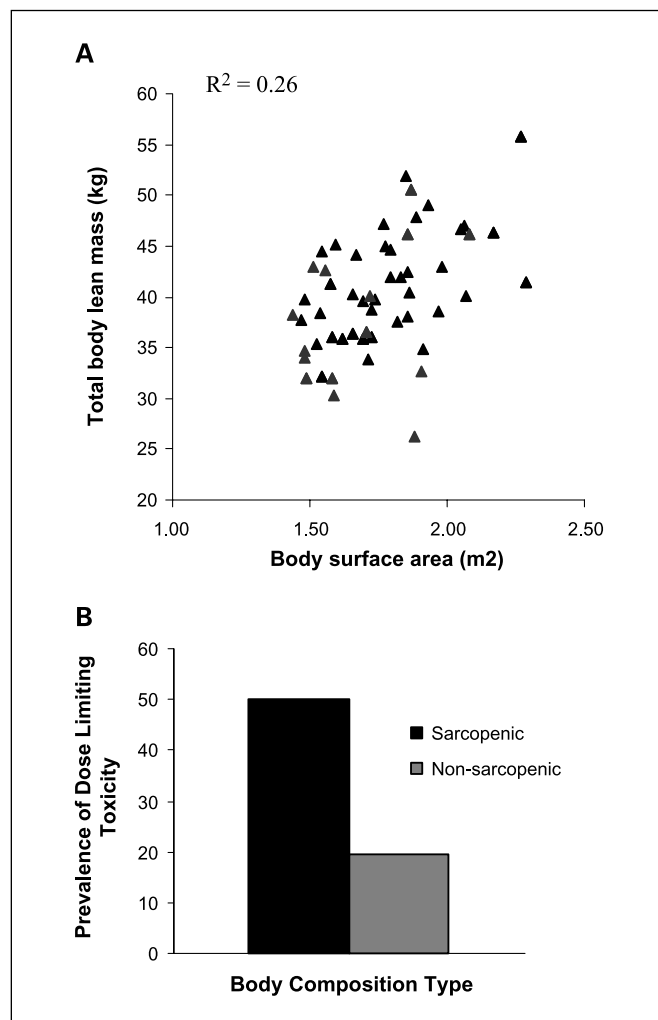 A
R² = 0.26
60
55
50
45
40
35
30
25
20
Total body lean mass (kg)
1.00 1.50 2.00 2.50
Body surface area (m2)
B
60
50
40
30
20
10
0
Prevalence of Dose Limiting
Toxicity
Sarcopenic
Non-sarcopenic
Body Composition Type